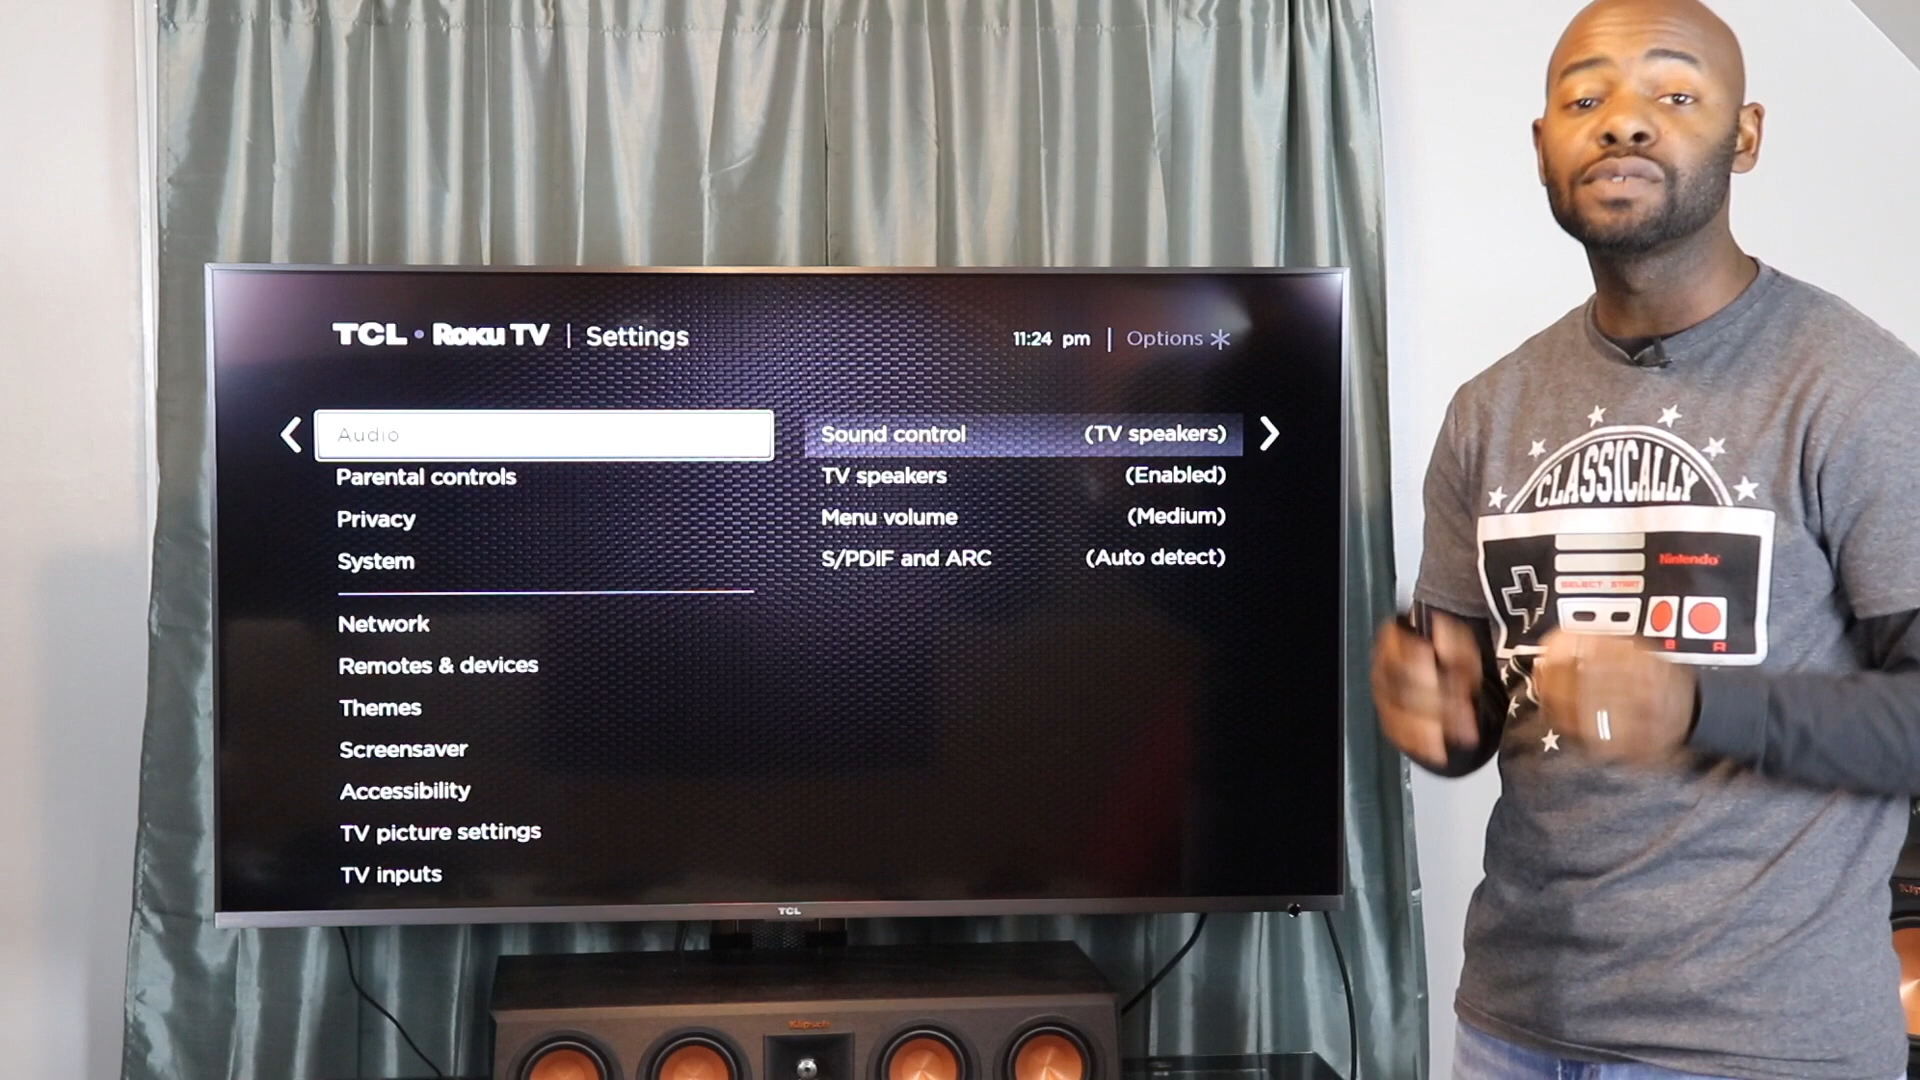 TCL • Roku TV | Settings
11:24 pm | Options
Audio
Parental controls
Privacy
System
Network
Remotes & devices
Themes
Screensaver
Accessibility
TV picture settings
TV inputs
Sound control (TV speakers)
TV speakers (Enabled)
Menu volume (Medium)
S/PDIF and ARC (Auto detect)
TCL
Klipsch
CLASSICALLY
Nintendo
SELECT START
B A